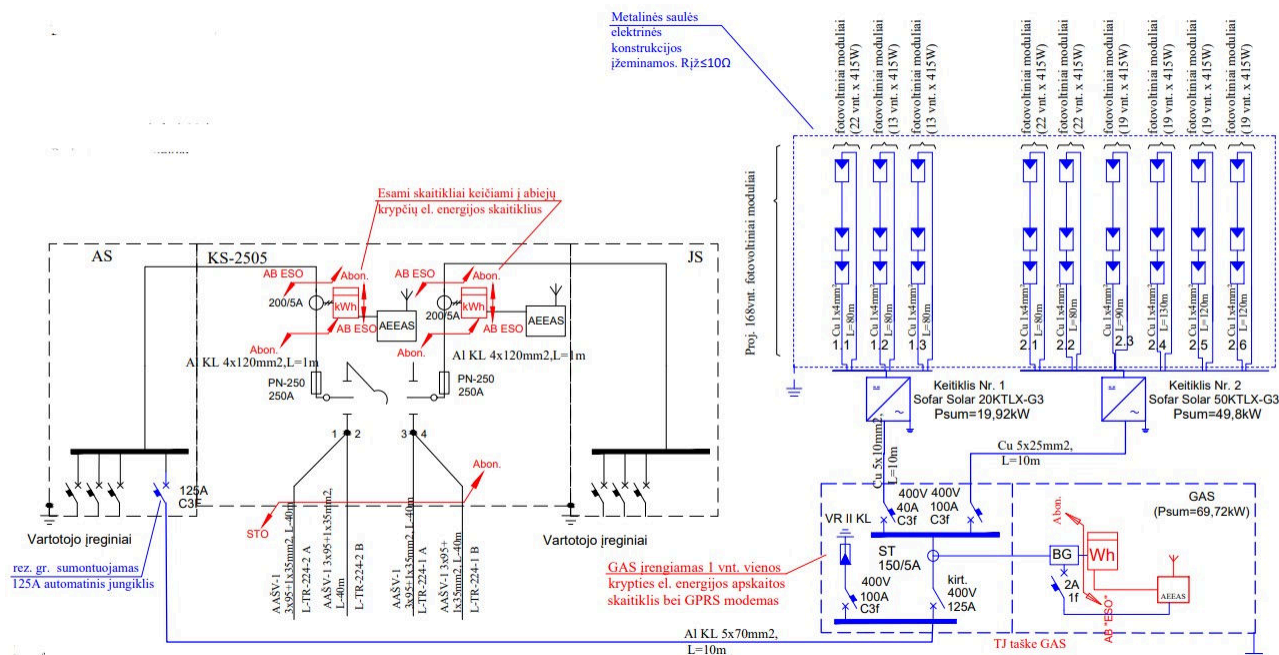 Metalinės saulės
elektrinės
konstrukcijos
įžeminamos. Rįž≤10Ω
fotovoltiniai moduliai
(22 vnt. x 415W)
fotovoltiniai moduliai
(13 vnt. x 415W)
fotovoltiniai moduliai
(13 vnt. x 415W)
fotovoltiniai moduliai
(22 vnt. x 415W)
fotovoltiniai moduliai
(22 vnt. x 415W)
fotovoltiniai moduliai
(19 vnt. x 415W)
fotovoltiniai moduliai
(19 vnt. x 415W)
fotovoltiniai moduliai
(19 vnt. x 415W)
fotovoltiniai moduliai
(19 vnt. x 415W)
Proj. 168vnt. fotovoltiniai moduliai
Cu 1x4mm²
L=80m
1.1
Cu 1x4mm²
L=80m
1.2
Cu 1x4mm²
L=80m
1.3
Cu 1x4mm²
L=80m
2.1
Cu 1x4mm²
L=80m
2.2
Cu 1x4mm²
L=90m
2.3
Cu 1x4mm²
L=130m
2.4
Cu 1x4mm²
L=120m
2.5
Cu 1x4mm²
L=120m
2.6
Keitiklis Nr. 1
Sofar Solar 20KTLX-G3
Psum=19,92kW
Keitiklis Nr. 2
Sofar Solar 50KTLX-G3
Psum=49,8kW
Esami skaitikliai keičiami į abiejų
krypčių el. energijos skaitiklius
AS
KS-2505
JS
AB ESO
Abon.
AB ESO
Abon.
200/5A
kWh
AEEAS
AB ESO
200/5A
kWh
AEEAS
AB ESO
Abon.
Abon.
Al KL 4x120mm2,L=1m
Al KL 4x120mm2,L=1m
PN-250
250A
PN-250
250A
1
2
3
4
Abon.
STO
125A
C3F
Vartotojo įreginiai
Vartotojo įreginiai
rez. gr. sumontuojamas
125A automatinis jungiklis
AAŠV-1
3x95+1x35mm2, L-40m
L-TR-224-2 A
AAŠV-1 3x95+1x35mm2,
L-40m
L-TR-224-2 B
AAŠV-1
3x95+1x35mm2, L-40m
L-TR-224-1 A
AAŠV-1 3x95+
1x35mm2, L-40m
L-TR-224-1 B
Cu 5x10mm2,
L=10m
Cu 5x25mm2,
L=10m
400V
40A
C3f
400V
100A
C3f
VR II KL
ST
150/5A
400V
100A
C3f
kirt.
400V
125A
GAS
(Psum=69,72kW)
Abon.
BG
Wh
2A
1f
AEEAS
AB "ESO"
GAS įrengiamas 1 vnt. vienos
krypties el. energijos apskaitos
skaitiklis bei GPRS modemas
Al KL 5x70mm2,
L=10m
TJ taške GAS